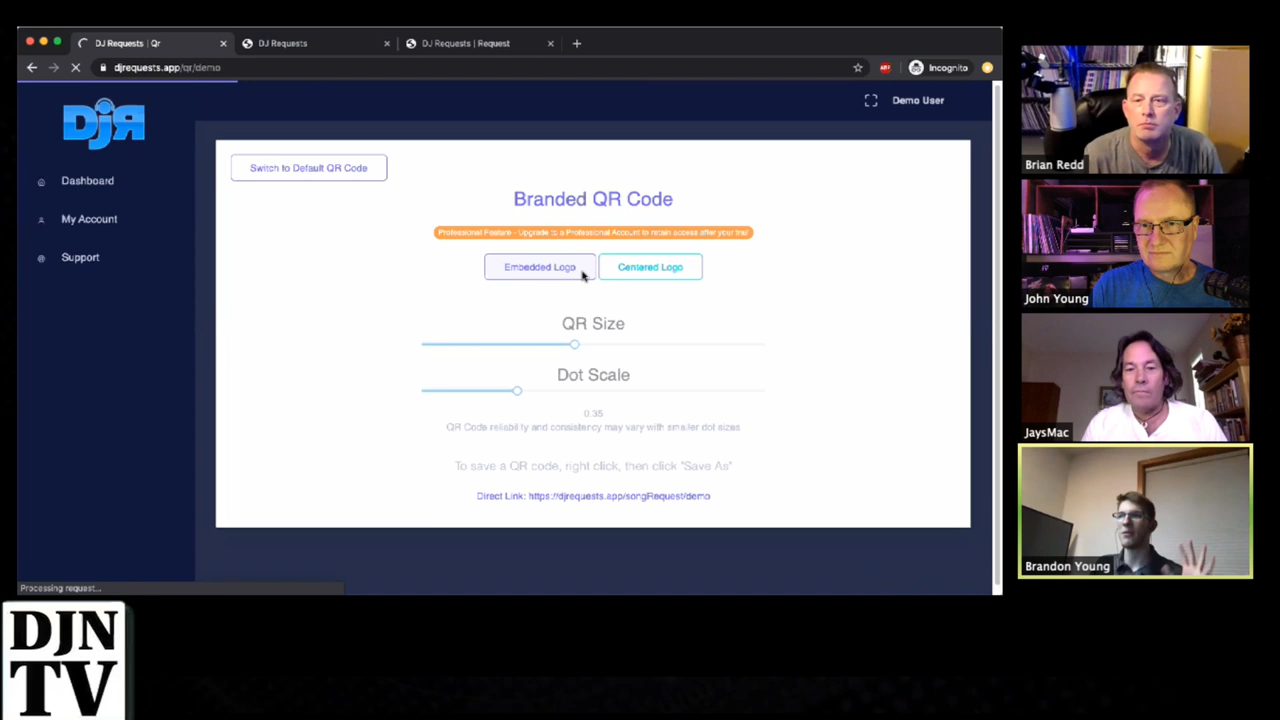 DJ Requests | Qr
DJ Requests
DJ Requests | Request
djrequests.app/qr/demo
ABP
Incognito
DJR
Demo User
Dashboard
My Account
Support
Switch to Default QR Code
Branded QR Code
Professional Feature - Upgrade to a Professional Account to retain access after your trial
Embedded Logo
Centered Logo
QR Size
Dot Scale
0.35
QR Code reliability and consistency may vary with smaller dot sizes
To save a QR code, right click, then click "Save As"
Direct Link: https://djrequests.app/songRequest/demo
Processing request...
Brian Redd
John Young
JaysMac
Brandon Young
DJN
TV